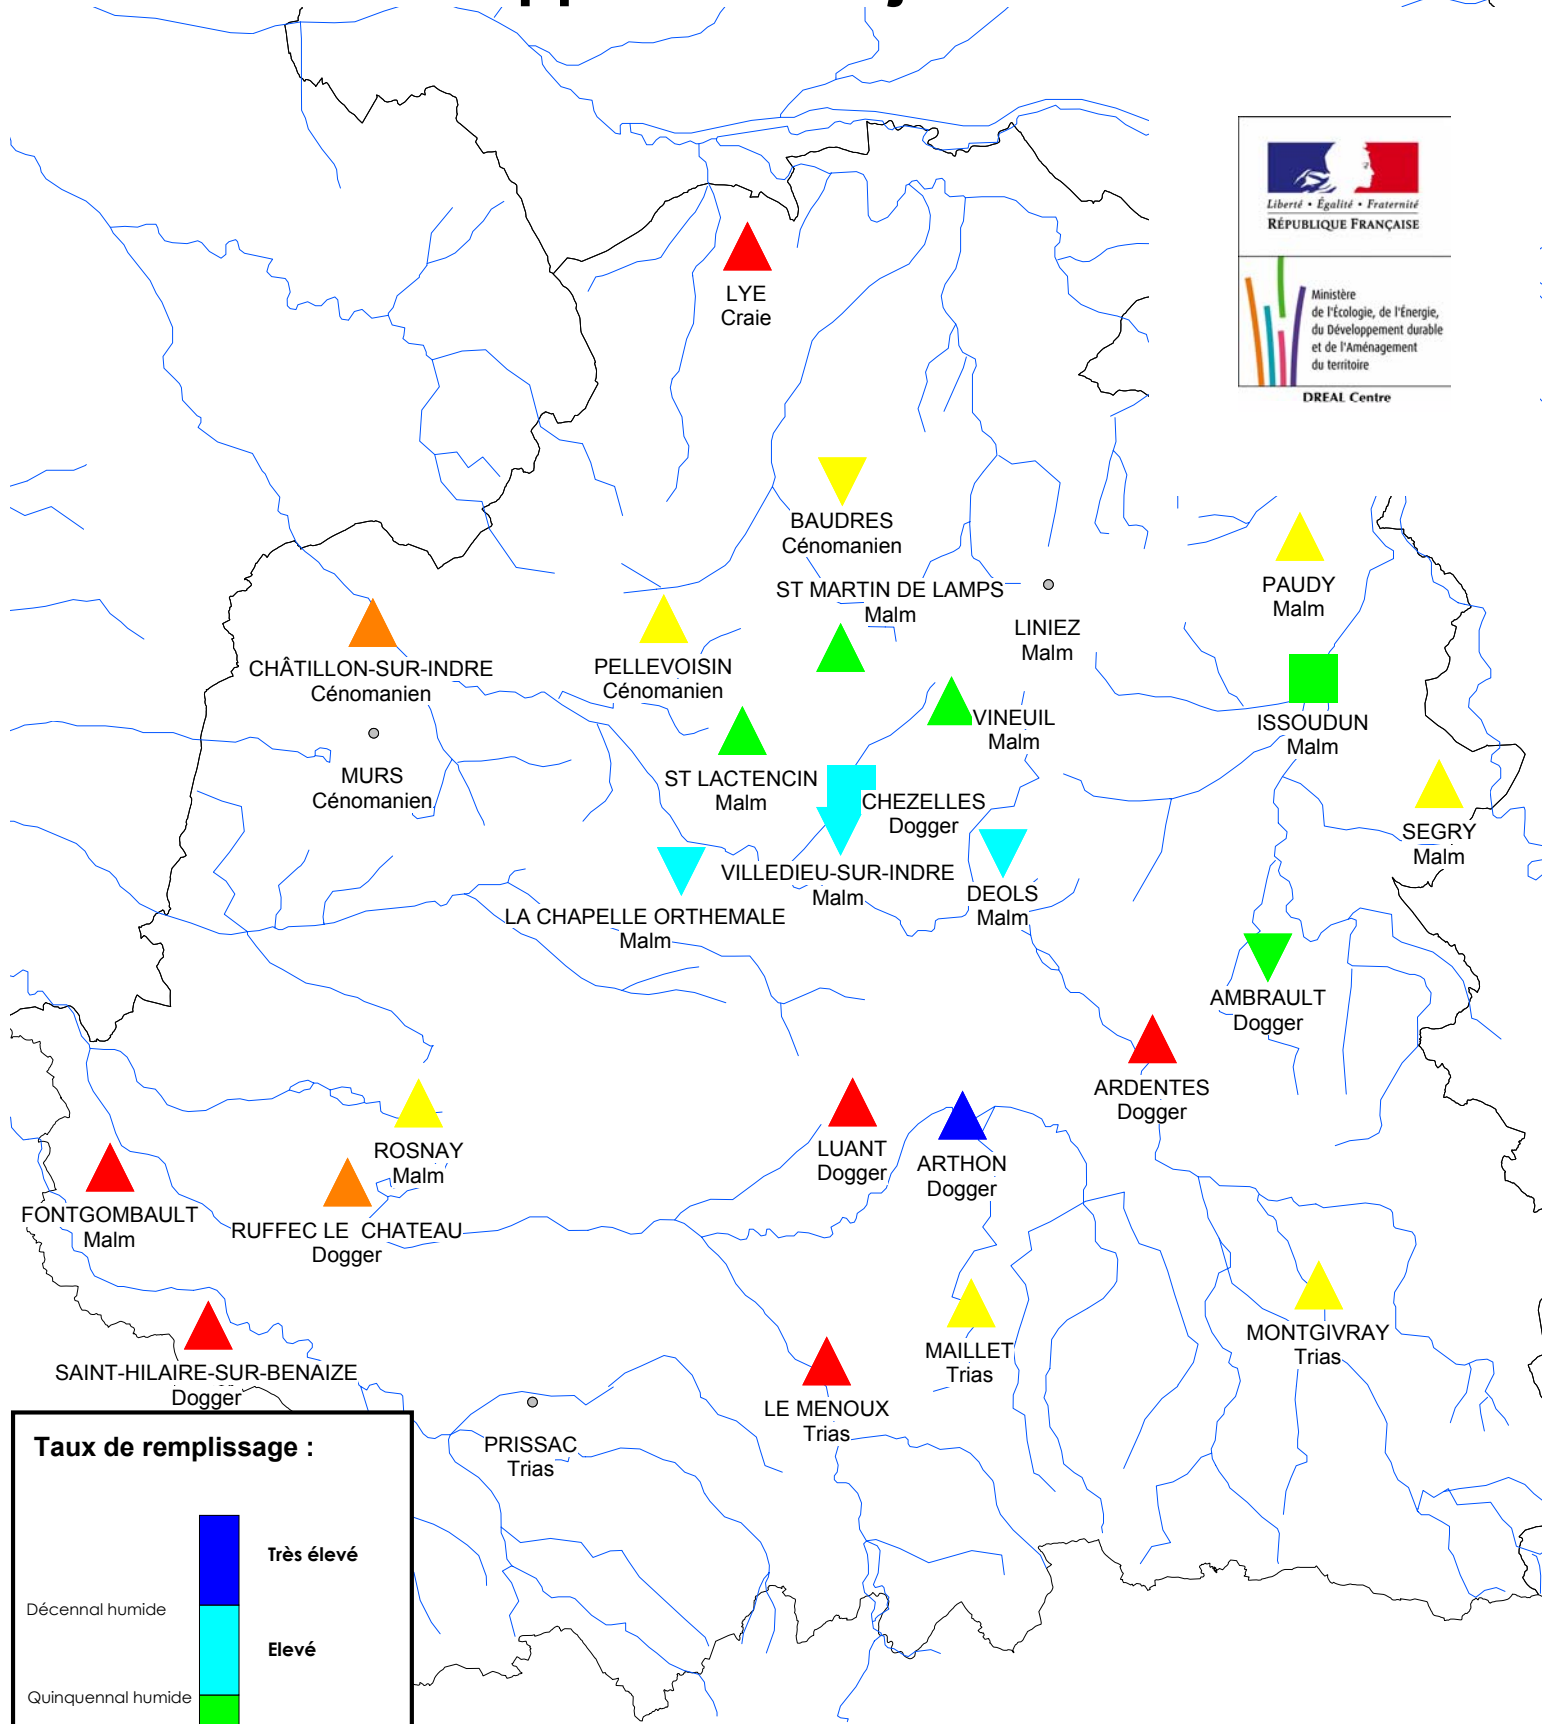 Liberté • Égalité • Fraternité
RÉPUBLIQUE FRANÇAISE
Ministère
de l'Écologie, de l'Énergie,
du Développement durable
et de l'Aménagement
du territoire
DREAL Centre
LYE
Craie
BAUDRES
Cénomanien
ST MARTIN DE LAMPS
Malm
LINIEZ
Malm
PAUDY
Malm
CHÂTILLON-SUR-INDRE
Cénomanien
PELLEVOISIN
Cénomanien
ISSOUDUN
Malm
VINEUIL
Malm
MURS
Cénomanien
ST LACTENCIN
Malm
CHEZELLES
Dogger
SEGRY
Malm
VILLEDIEU-SUR-INDRE
Malm
DEOLS
Malm
LA CHAPELLE ORTHEMALE
Malm
AMBRAULT
Dogger
ARDENTES
Dogger
ROSNAY
Malm
LUANT
Dogger
ARTHON
Dogger
FONTGOMBAULT
Malm
RUFFEC LE  CHATEAU
Dogger
MAILLET
Trias
MONTGIVRAY
Trias
SAINT-HILAIRE-SUR-BENAIZE
Dogger
LE MENOUX
Trias
PRISSAC
Trias
Taux de remplissage :
Très élevé
Décennal humide
Elevé
Quinquennal humide